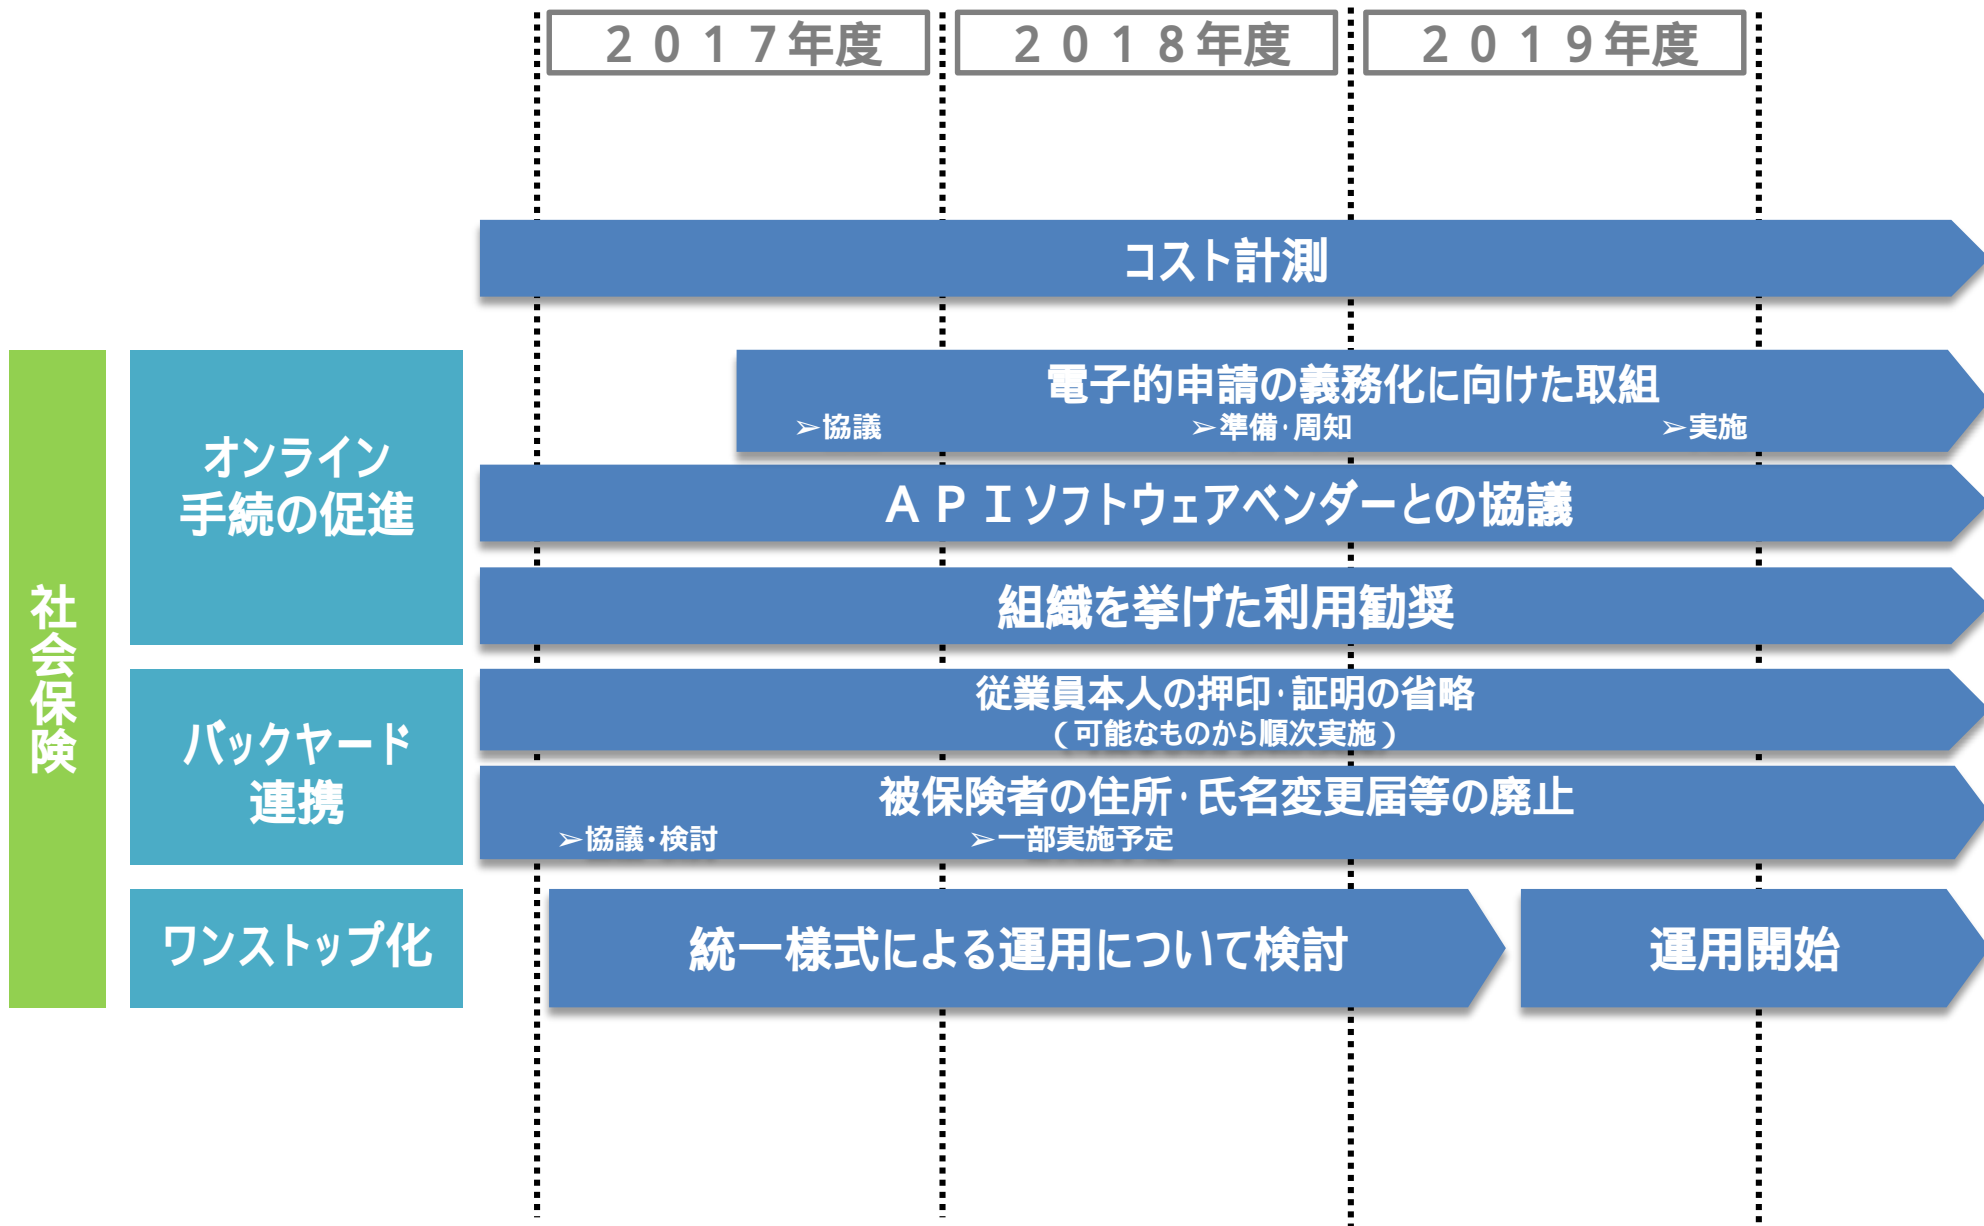 ２０１７年度
２０１８年度
２０１９年度
コスト計測
社会保険
オンライン
手続の促進
電子的申請の義務化に向けた取組
➢協議
➢準備・周知
➢実施
ＡＰＩソフトウェアベンダーとの協議
組織を挙げた利用勧奨
バックヤード
連携
従業員本人の押印・証明の省略
（可能なものから順次実施）
被保険者の住所・氏名変更届等の廃止
➢協議・検討
➢一部実施予定
ワンストップ化
統一様式による運用について検討
運用開始